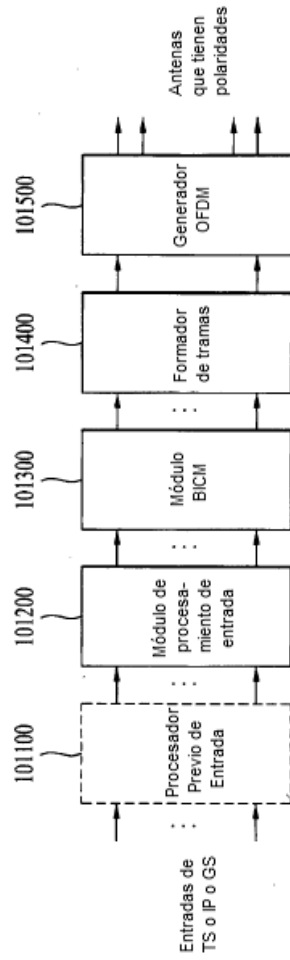 101100
101200
101300
101400
101500
Entradas de
TS o IP o GS
Procesador
Previo de
Entrada
Módulo de
procesa-
miento de
entrada
Módulo
BICM
Formador
de tramas
Generador
OFDM
Antenas
que tienen
polaridades